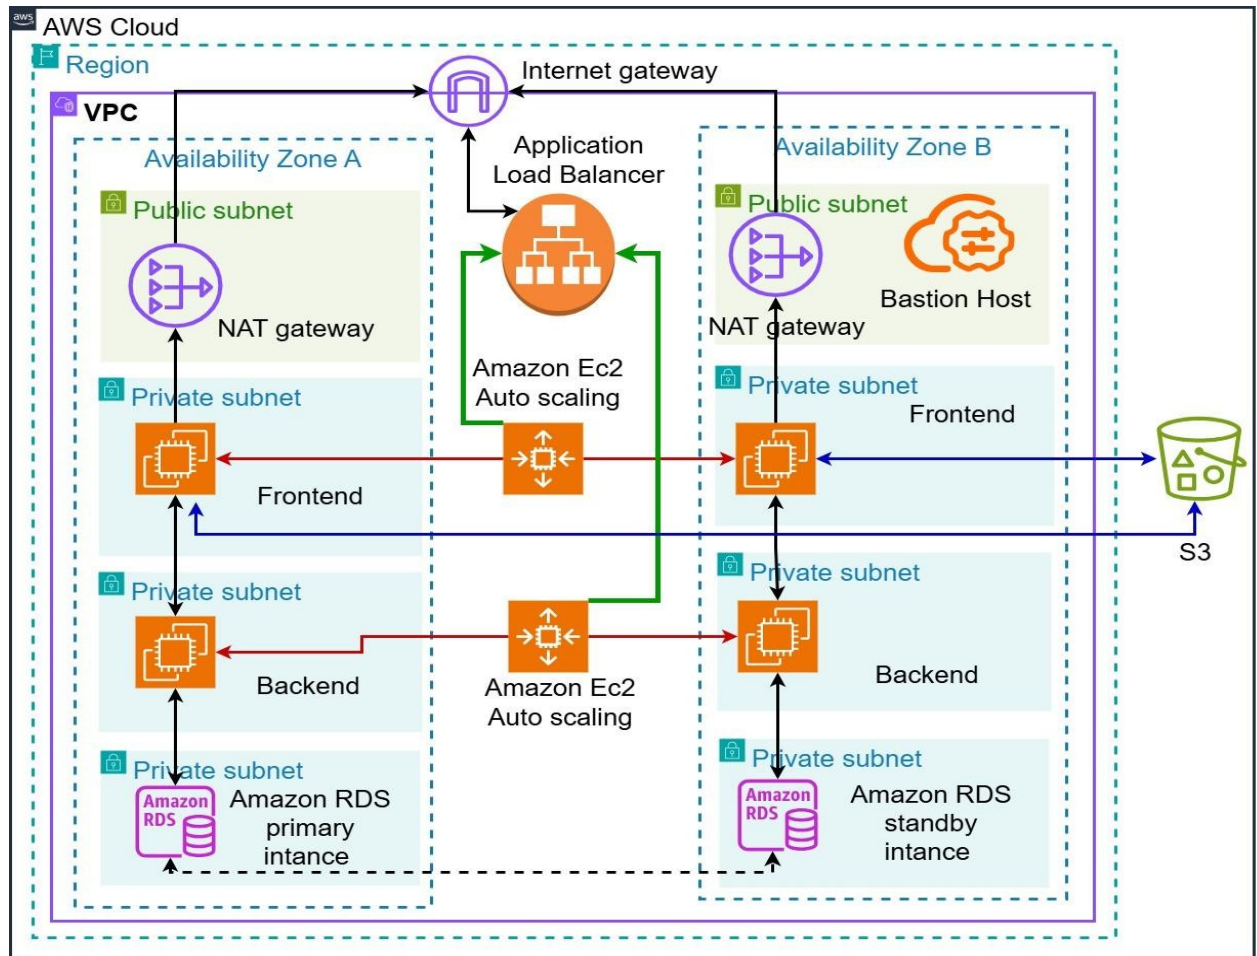 aws
AWS Cloud
Region
Internet gateway
VPC
Availability Zone A
Application
Load Balancer
Availability Zone B
Public subnet
Public subnet
NAT gateway
NAT gateway
Bastion Host
Amazon Ec2
Auto scaling
Private subnet
Frontend
Private subnet
Frontend
S3
Private subnet
Backend
Private subnet
Backend
Amazon Ec2
Auto scaling
Private subnet
Amazon
RDS
Amazon RDS
primary
intance
Private subnet
Amazon
RDS
Amazon RDS
standby
intance